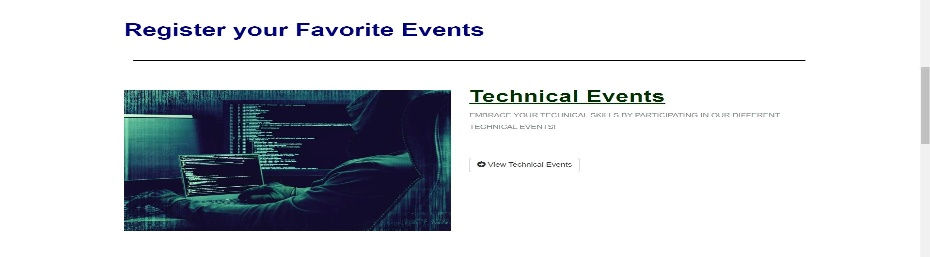 Register your Favorite Events
Technical Events
EMBRACE YOUR TECHNICAL SKILLS BY PARTICIPATING IN OUR DIFFERENT
TECHNICAL EVENTS!
View Technical Events